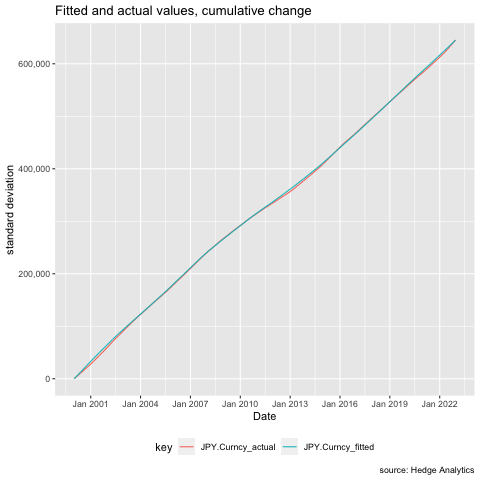 Fitted and actual values, cumulative change
600,000
400,000
200,000
0
standard deviation
Jan 2001 Jan 2004 Jan 2007 Jan 2010 Jan 2013 Jan 2016 Jan 2019 Jan 2022
Date
key JPY.Curncy_actual JPY.Curncy_fitted
source: Hedge Analytics